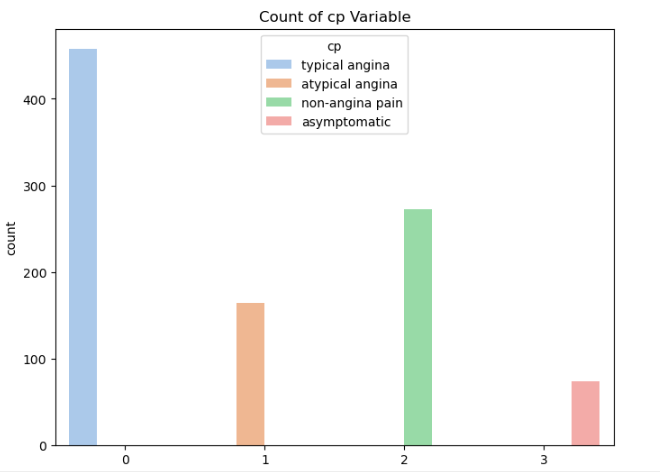 Count of cp Variable
cp
typical angina
atypical angina
non-angina pain
asymptomatic
count
400
300
200
100
0
0 1 2 3